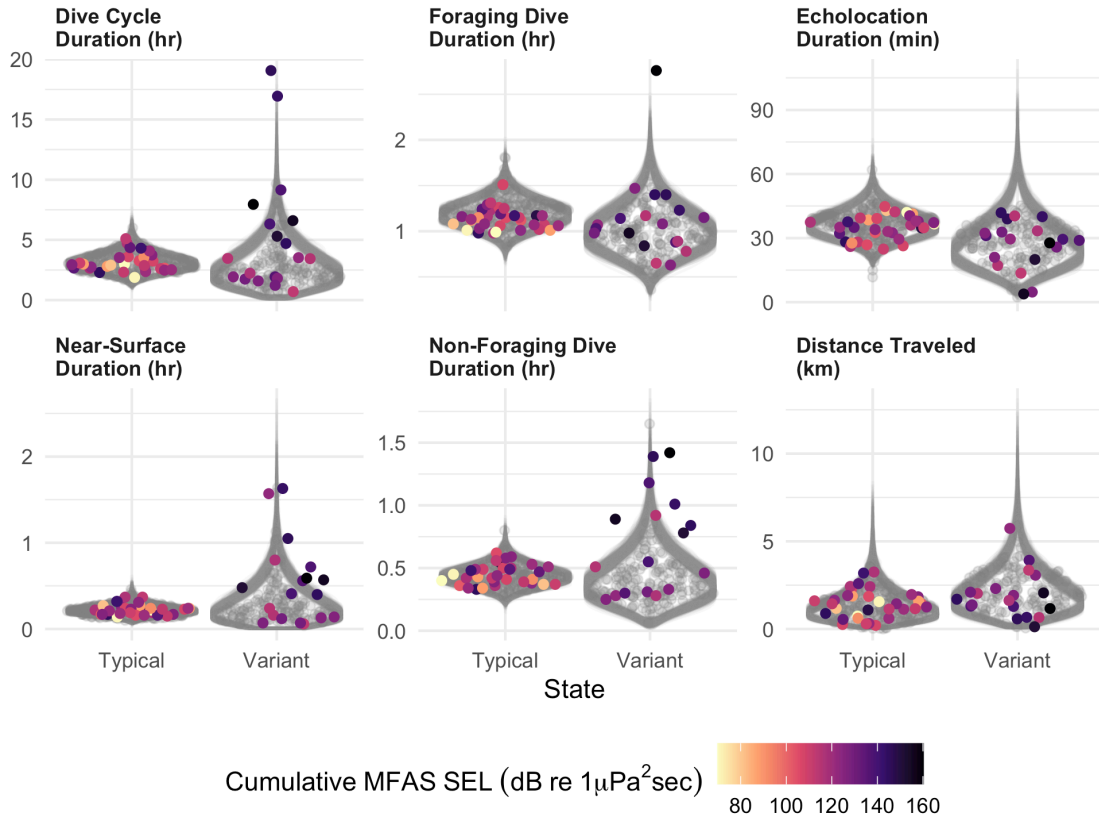 Dive Cycle
Duration (hr)
Foraging Dive
Duration (hr)
Echolocation
Duration (min)
20
15
10
5
0
2
1
90
60
30
0
Near-Surface
Duration (hr)
Non-Foraging Dive
Duration (hr)
Distance Traveled
(km)
2
1
0
1.5
1.0
0.5
0.0
10
5
0
Typical Variant
Typical Variant
Typical Variant
State
Cumulative MFAS SEL (dB re 1μPa²sec)
80 100 120 140 160